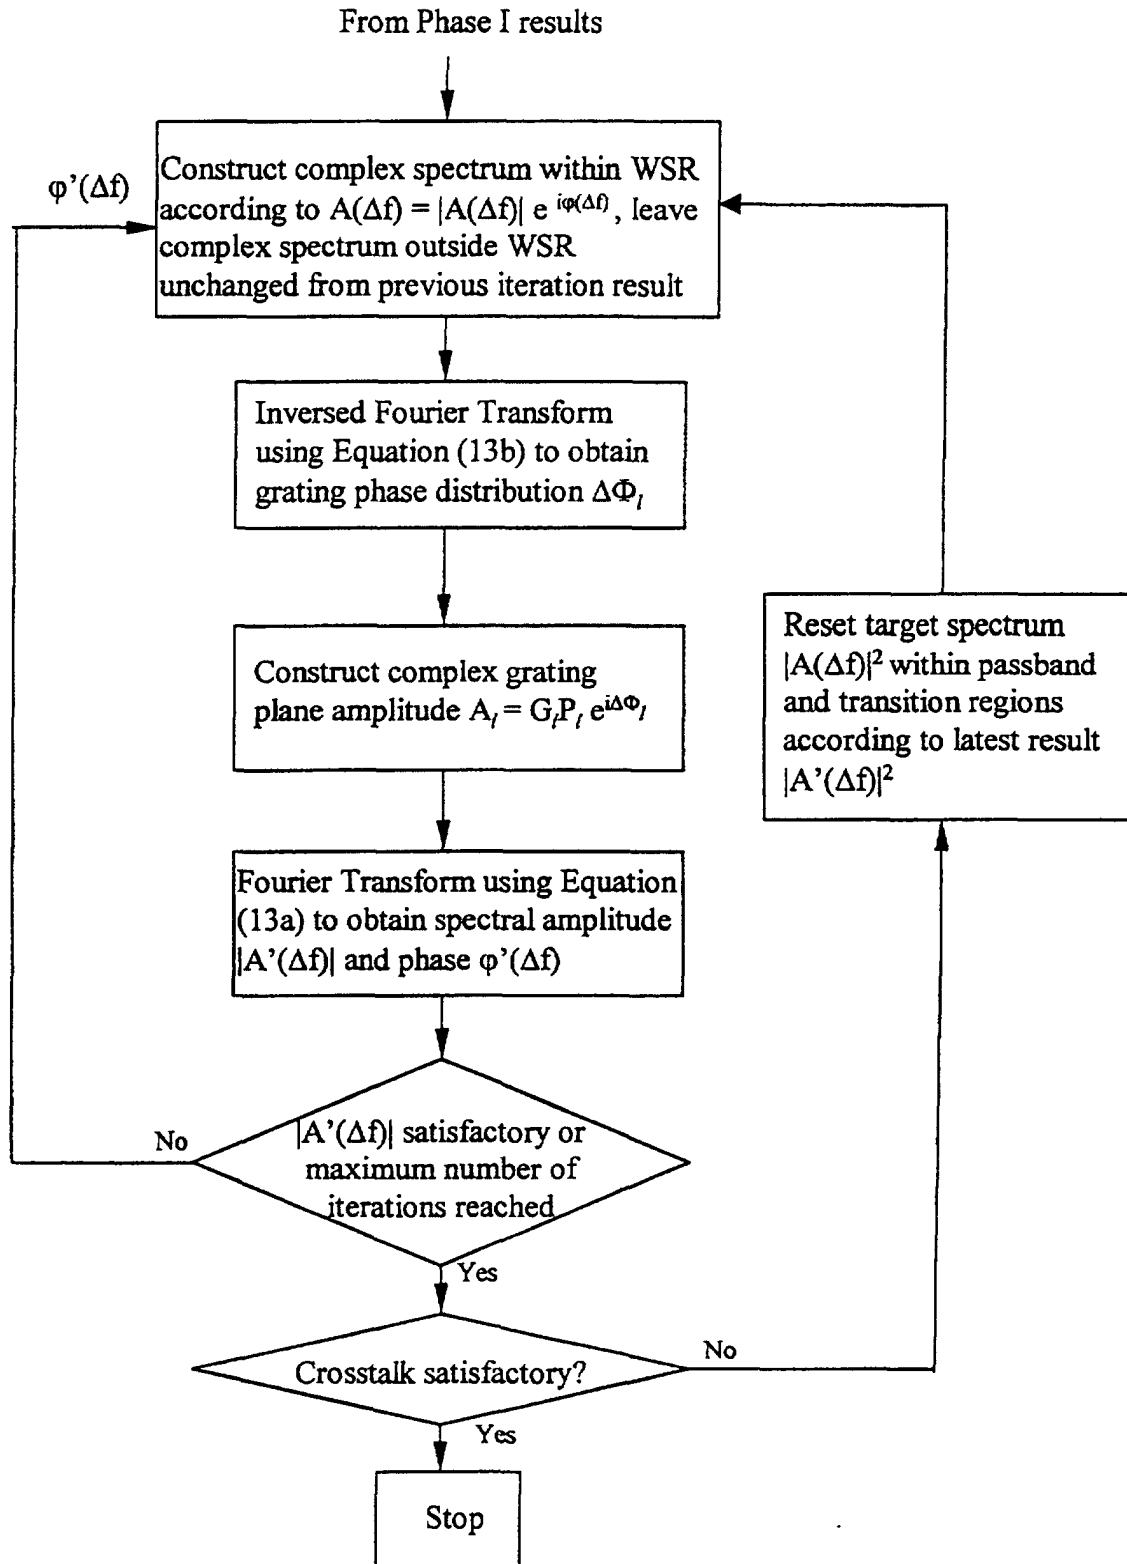 From Phase I results
φ’(Δf)
Construct complex spectrum within WSR
according to A(Δf) = |A(Δf)| e^{iφ(Δf)}, leave
complex spectrum outside WSR
unchanged from previous iteration result
Inversed Fourier Transform
using Equation (13b) to obtain
grating phase distribution ΔΦ_l
Construct complex grating
plane amplitude A_l = G_lP_l e^{iΔΦ_l}
Reset target spectrum
|A(Δf)|² within passband
and transition regions
according to latest result
|A’(Δf)|²
Fourier Transform using Equation
(13a) to obtain spectral amplitude
|A’(Δf)| and phase φ’(Δf)
No
|A’(Δf)| satisfactory or
maximum number of
iterations reached
Yes
No
Crosstalk satisfactory?
Yes
Stop